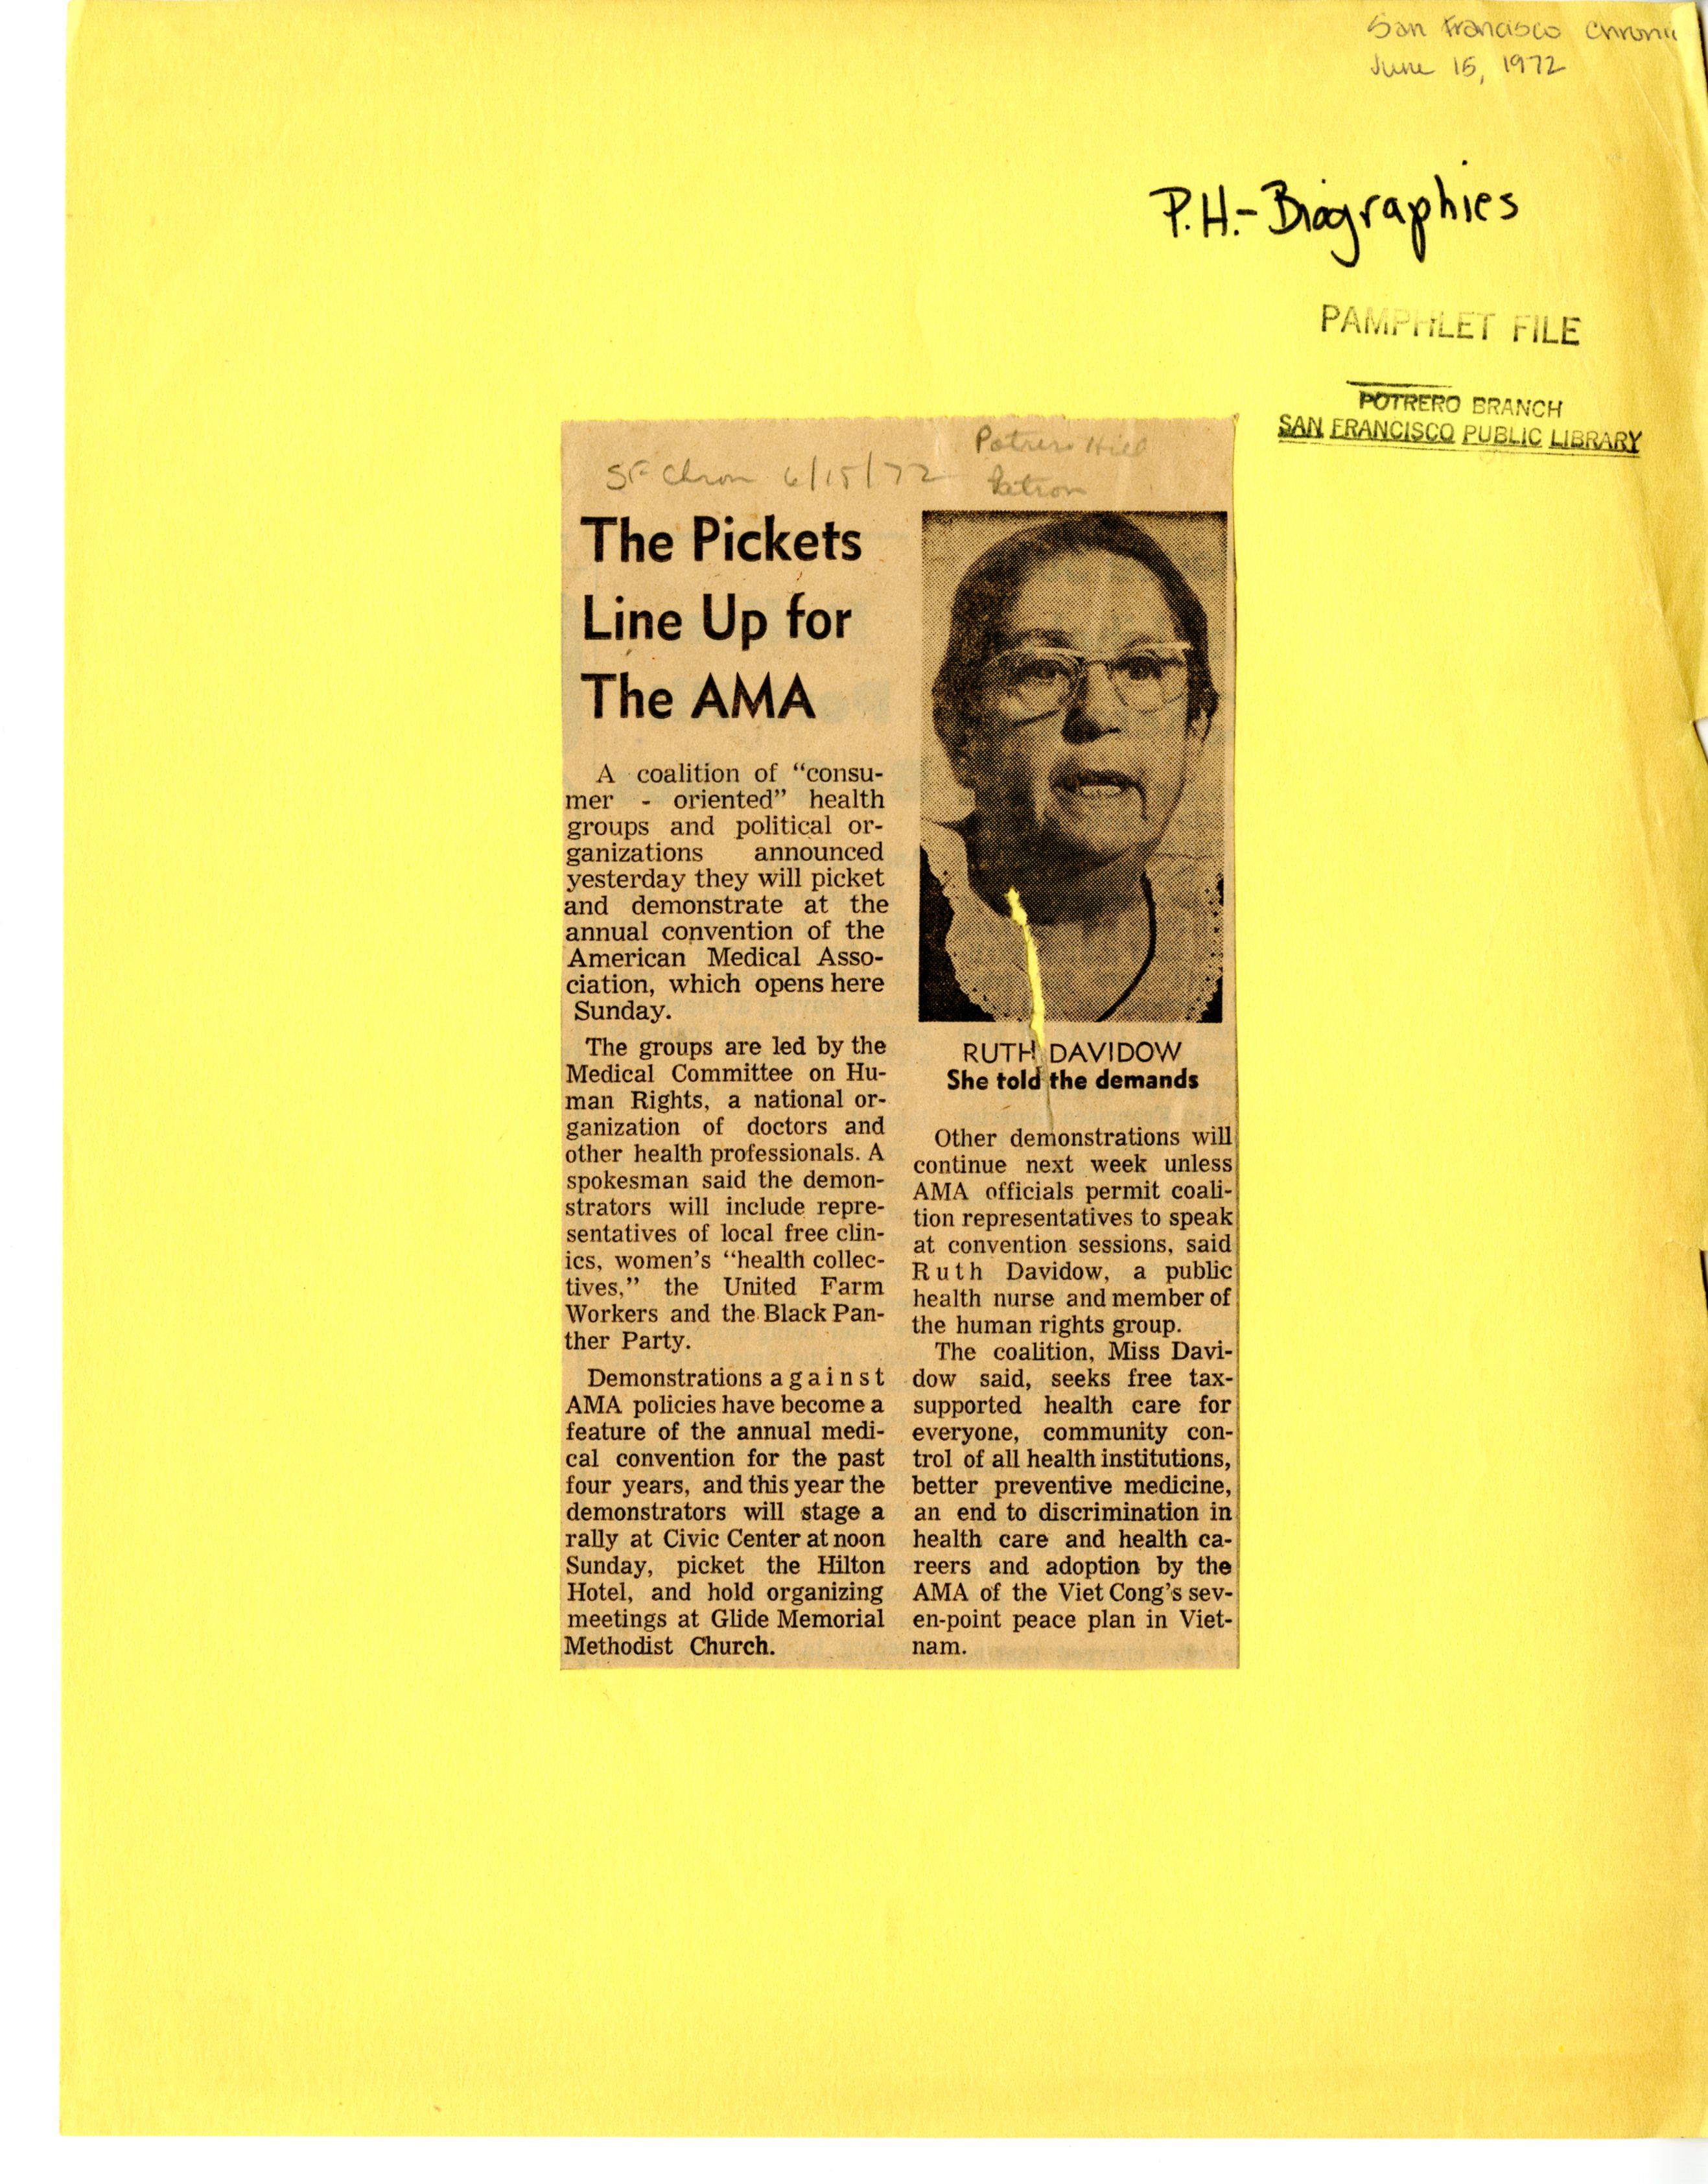 San Francisco Chroni
June 15, 1972
P.H.-Biographies
PAMPHLET FILE
POTRERO BRANCH
SAN FRANCISCO PUBLIC LIBRARY
Potrero Hill
Patron
SF Chron 6/15/72
The Pickets
Line Up for
The AMA
A coalition of “consu-
mer - oriented” health
groups and political or-
ganizations announced
yesterday they will picket
and demonstrate at the
annual convention of the
American Medical Asso-
ciation, which opens here
Sunday.
The groups are led by the
Medical Committee on Hu-
man Rights, a national or-
ganization of doctors and
other health professionals. A
spokesman said the demon-
strators will include repre-
sentatives of local free clin-
ics, women’s “health collec-
tives,” the United Farm
Workers and the Black Pan-
ther Party.
Demonstrations against
AMA policies have become a
feature of the annual medi-
cal convention for the past
four years, and this year the
demonstrators will stage a
rally at Civic Center at noon
Sunday, picket the Hilton
Hotel, and hold organizing
meetings at Glide Memorial
Methodist Church.
RUTH DAVIDOW
She told the demands
Other demonstrations will
continue next week unless
AMA officials permit coali-
tion representatives to speak
at convention sessions, said
Ruth Davidow, a public
health nurse and member of
the human rights group.
The coalition, Miss Davi-
dow said, seeks free tax-
supported health care for
everyone, community con-
trol of all health institutions,
better preventive medicine,
an end to discrimination in
health care and health ca-
reers and adoption by the
AMA of the Viet Cong’s sev-
en-point peace plan in Viet-
nam.